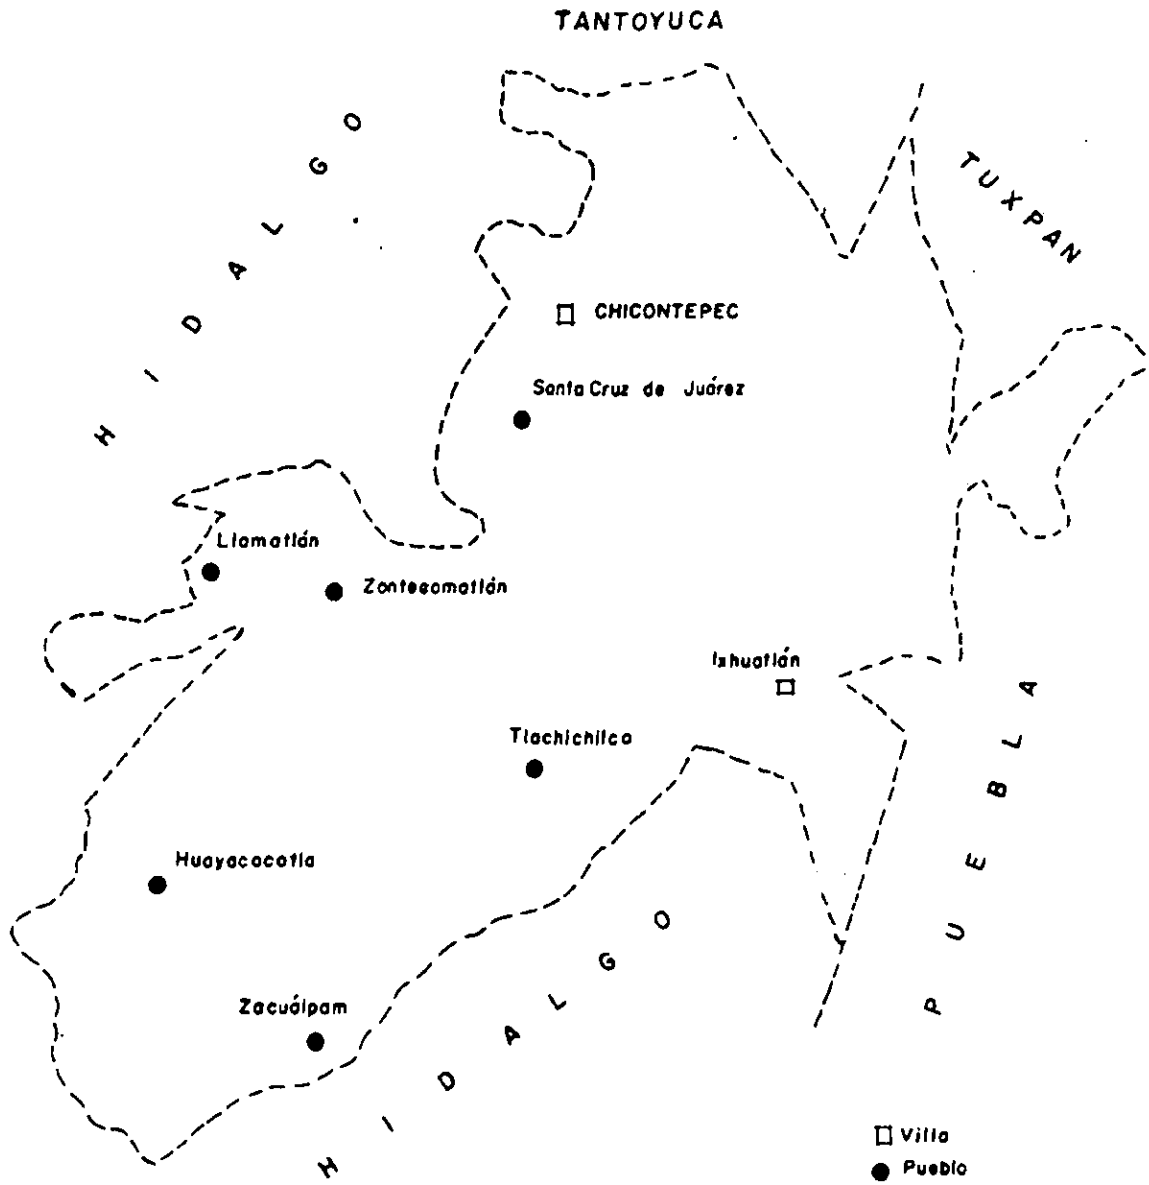 TANTOYUCA
HIDALGO
TUXPAN
CHICONTEPEC
Santa Cruz de Juárez
Llamatlán
Zontecomatlán
Ixhuatlán
Tlachichilco
Huayacocotla
Zacuálpam
HIDALGO
PUEBLA
Villa
Pueblo